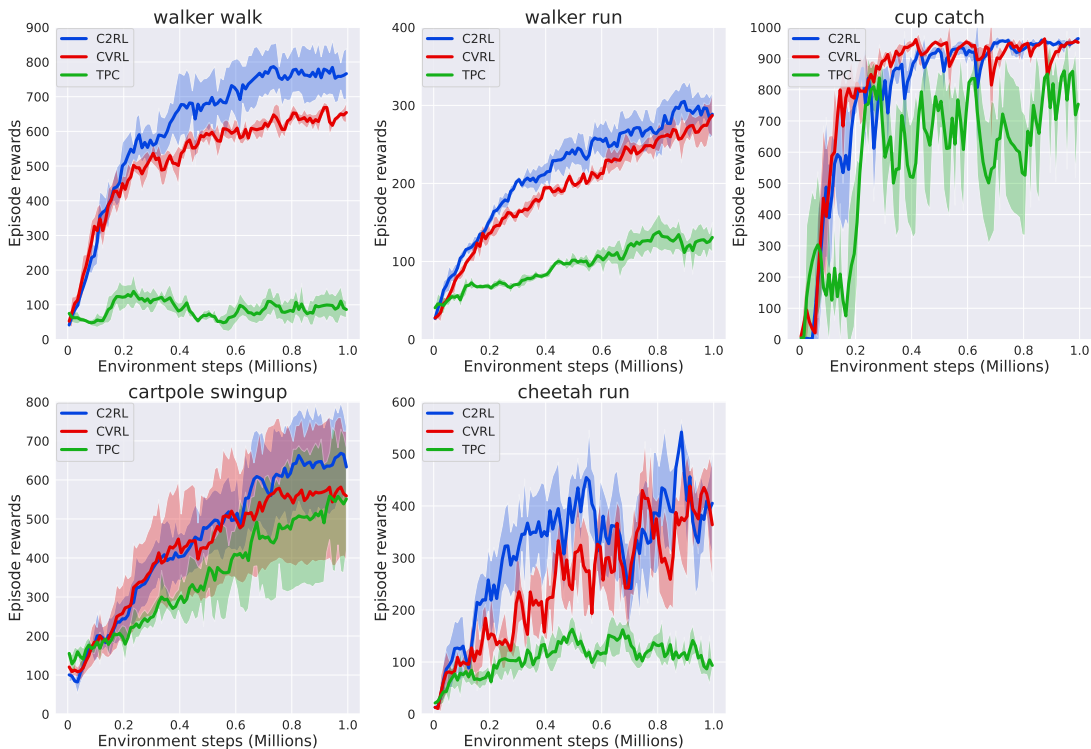 walker walk
900
800
700
600
500
400
300
200
100
0
Episode rewards
C2RL
CVRL
TPC
0 0.2 0.4 0.6 0.8 1.0
Environment steps (Millions)
walker run
400
300
200
100
0
Episode rewards
C2RL
CVRL
TPC
0 0.2 0.4 0.6 0.8 1.0
Environment steps (Millions)
cup catch
1000
900
800
700
600
500
400
300
200
100
0
Episode rewards
C2RL
CVRL
TPC
0 0.2 0.4 0.6 0.8 1.0
Environment steps (Millions)
cartpole swingup
800
700
600
500
400
300
200
100
0
Episode rewards
C2RL
CVRL
TPC
0 0.2 0.4 0.6 0.8 1.0
Environment steps (Millions)
cheetah run
600
500
400
300
200
100
0
Episode rewards
C2RL
CVRL
TPC
0 0.2 0.4 0.6 0.8 1.0
Environment steps (Millions)